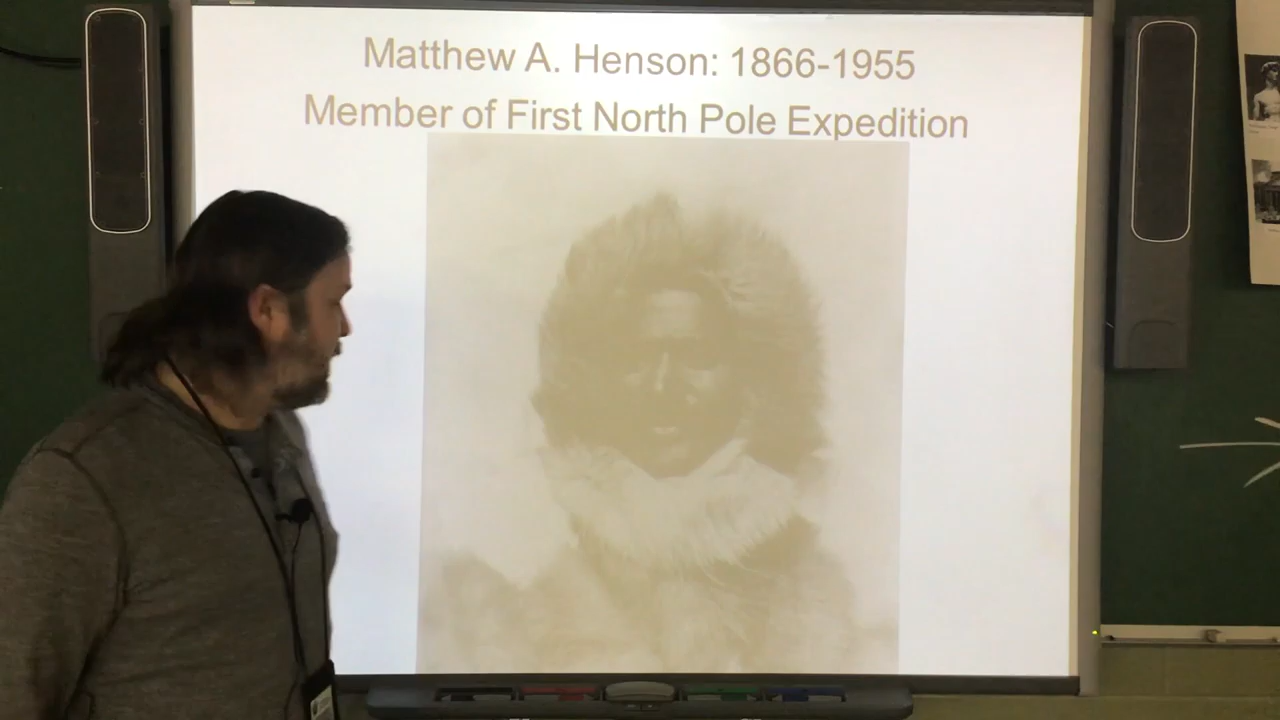 Matthew A. Henson: 1866-1955
Member of First North Pole Expedition